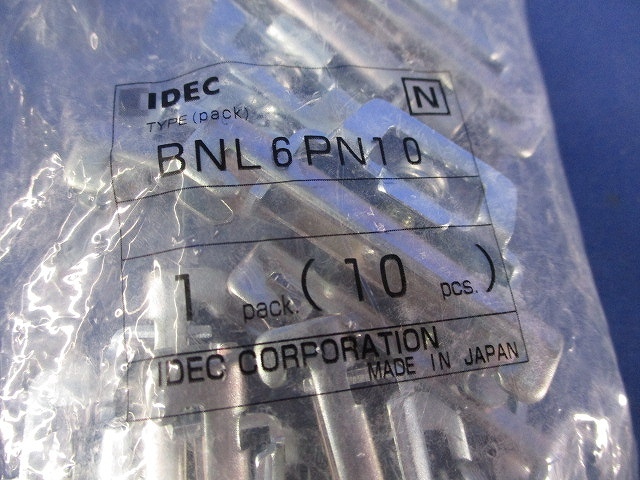 IDEC N
TYPE (pack)
BNL6PN10
1 pack. (10 pcs.)
IDEC CORPORATION
MADE IN JAPAN